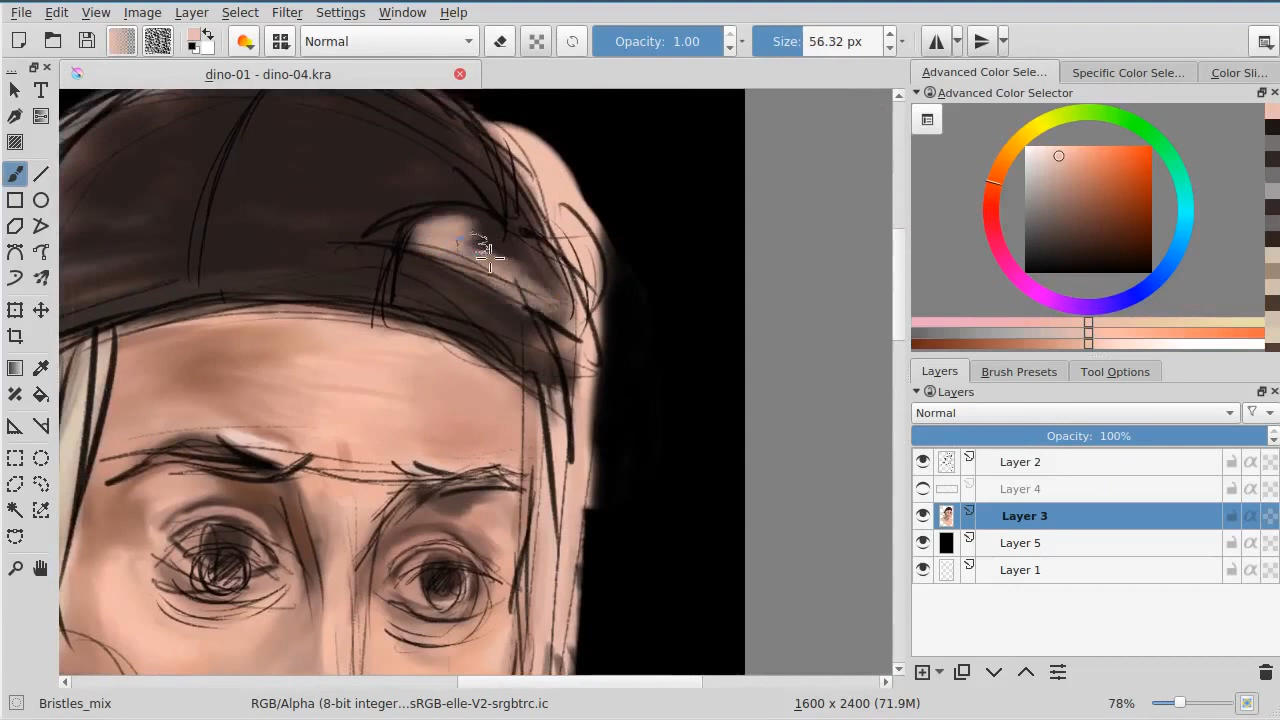 File Edit View Image Layer Select Filter Settings Window Help
Normal Opacity: 1.00 Size: 56.32 px
... dino-01 - dino-04.kra Advanced Color Sele... Specific Color Sele... Color Sli...
Advanced Color Selector
Layers Brush Presets Tool Options
Layers
Normal
Opacity: 100%
Layer 2
Layer 4
Layer 3
Layer 5
Layer 1
Bristles_mix RGB/Alpha (8-bit integer...sRGB-elle-V2-srgbtrc.ic 1600 x 2400 (71.9M) 78%